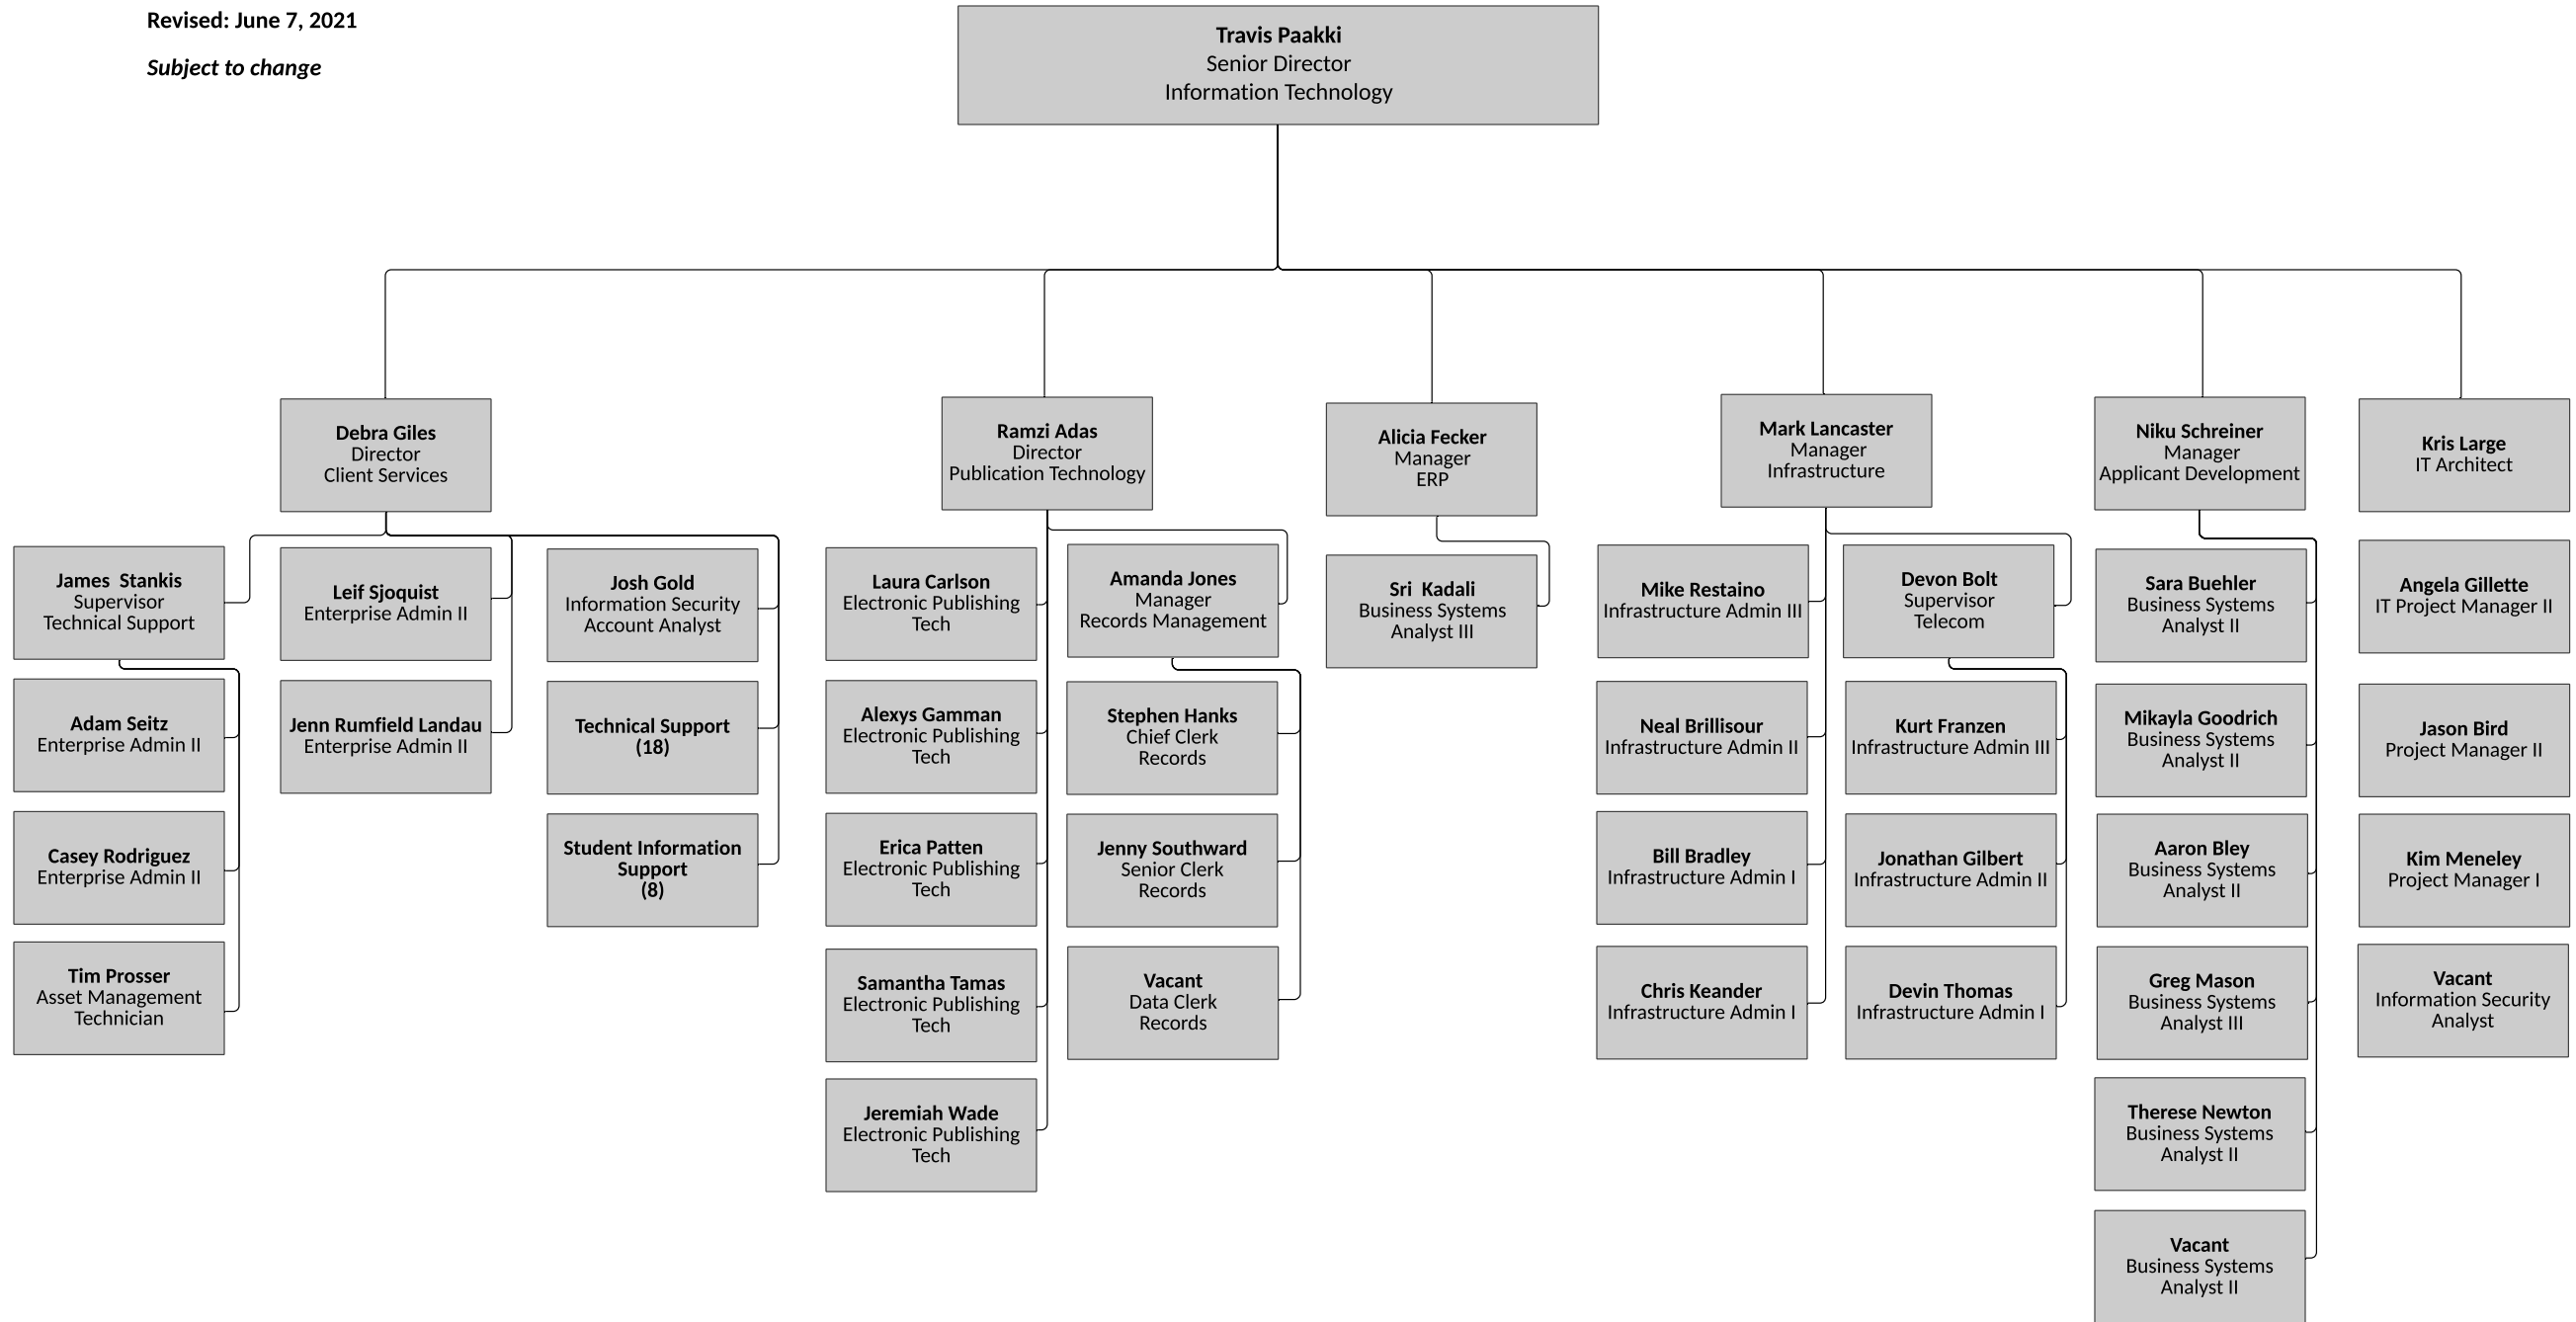 Revised: June 7, 2021
Subject to change
Travis Paakki
Senior Director
Information Technology
Debra Giles
Director
Client Services
Ramzi Adas
Director
Publication Technology
Alicia Fecker
Manager
ERP
Mark Lancaster
Manager
Infrastructure
Niku Schreiner
Manager
Applicant Development
Kris Large
IT Architect
James  Stankis
Supervisor
Technical Support
Adam Seitz
Enterprise Admin II
Casey Rodriguez
Enterprise Admin II
Tim Prosser
Asset Management
Technician
Leif Sjoquist
Enterprise Admin II
Jenn Rumfield Landau
Enterprise Admin II
Josh Gold
Information Security
Account Analyst
Technical Support
(18)
Student Information
Support
(8)
Laura Carlson
Electronic Publishing
Tech
Alexys Gamman
Electronic Publishing
Tech
Erica Patten
Electronic Publishing
Tech
Samantha Tamas
Electronic Publishing
Tech
Jeremiah Wade
Electronic Publishing
Tech
Amanda Jones
Manager
Records Management
Stephen Hanks
Chief Clerk
Records
Jenny Southward
Senior Clerk
Records
Vacant
Data Clerk
Records
Sri  Kadali
Business Systems
Analyst III
Mike Restaino
Infrastructure Admin III
Neal Brillisour
Infrastructure Admin II
Bill Bradley
Infrastructure Admin I
Chris Keander
Infrastructure Admin I
Devon Bolt
Supervisor
Telecom
Kurt Franzen
Infrastructure Admin III
Jonathan Gilbert
Infrastructure Admin II
Devin Thomas
Infrastructure Admin I
Sara Buehler
Business Systems
Analyst II
Mikayla Goodrich
Business Systems
Analyst II
Aaron Bley
Business Systems
Analyst II
Greg Mason
Business Systems
Analyst III
Therese Newton
Business Systems
Analyst II
Vacant
Business Systems
Analyst II
Angela Gillette
IT Project Manager II
Jason Bird
Project Manager II
Kim Meneley
Project Manager I
Vacant
Information Security
Analyst